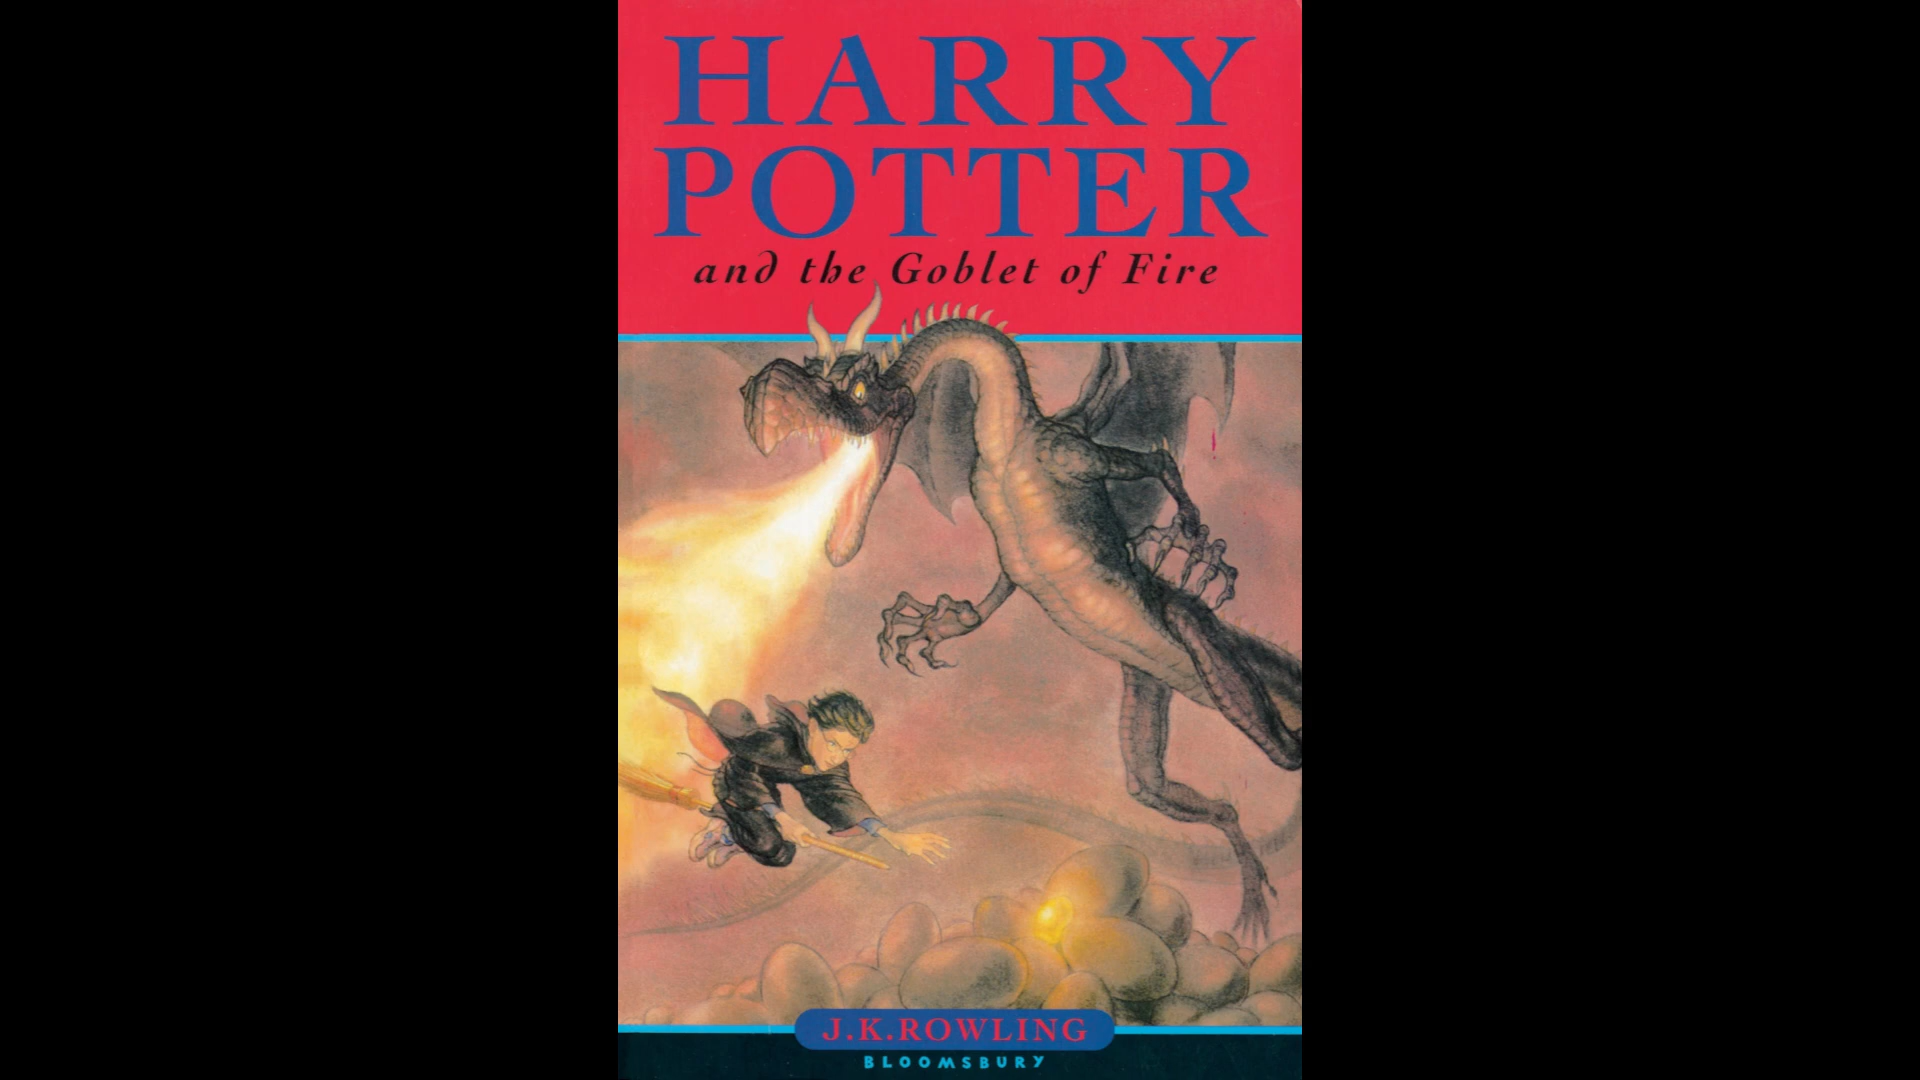 HARRY
POTTER
and the Goblet of Fire
J.K.ROWLING
BLOOMSBURY